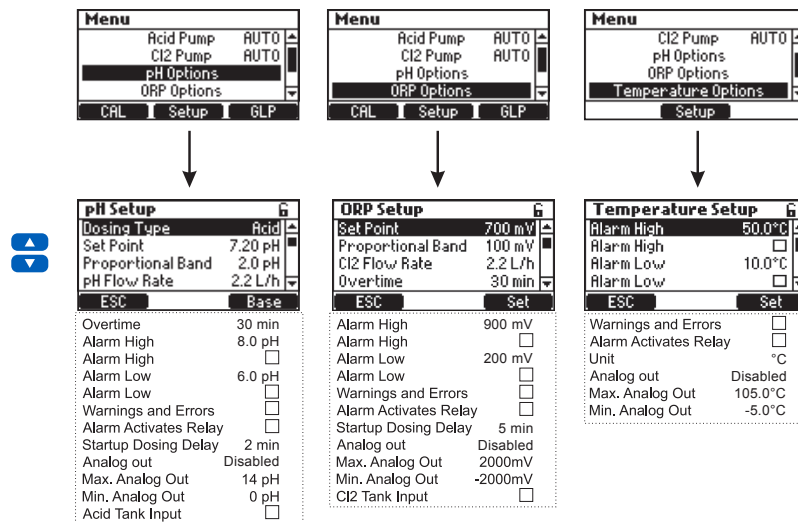 Menu
Acid Pump AUTO
Cl2 Pump AUTO
pH Options
ORP Options
CAL Setup GLP
Menu
Acid Pump AUTO
Cl2 Pump AUTO
pH Options
ORP Options
CAL Setup GLP
Menu
Cl2 Pump AUTO
pH Options
ORP Options
Temperature Options
Setup
pH Setup
Dosing Type Acid
Set Point 7.20 pH
Proportional Band 2.0 pH
pH Flow Rate 2.2 L/h
ESC Base
Overtime 30 min
Alarm High 8.0 pH
Alarm High
Alarm Low 6.0 pH
Alarm Low
Warnings and Errors
Alarm Activates Relay
Startup Dosing Delay 2 min
Analog out Disabled
Max. Analog Out 14 pH
Min. Analog Out 0 pH
Acid Tank Input
ORP Setup
Set Point 700 mV
Proportional Band 100 mV
Cl2 Flow Rate 2.2 L/h
Overtime 30 min
ESC Set
Alarm High 900 mV
Alarm High
Alarm Low 200 mV
Alarm Low
Warnings and Errors
Alarm Activates Relay
Startup Dosing Delay 5 min
Analog out Disabled
Max. Analog Out 2000mV
Min. Analog Out -2000mV
Cl2 Tank Input
Temperature Setup
Alarm High 50.0°C
Alarm High
Alarm Low 10.0°C
Alarm Low
ESC Set
Warnings and Errors
Alarm Activates Relay
Unit °C
Analog out Disabled
Max. Analog Out 105.0°C
Min. Analog Out -5.0°C